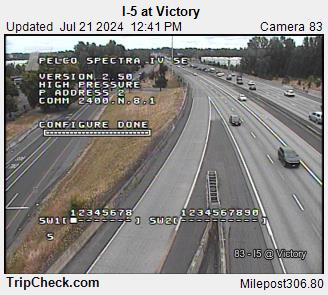 I-5 at Victory
Updated Jul 21 2024 12:41 PM Camera 83
PELCO SPECTRA IV SE
VERSION 2.50
HIGH PRESSURE
P ADDRESS 2
COMM 2400,N,8,1
CONFIGURE DONE
12345678 1234567890
SW1[ ------- SW2[----------
S
83 - I5 @ Victory
TripCheck.com Milepost306.80